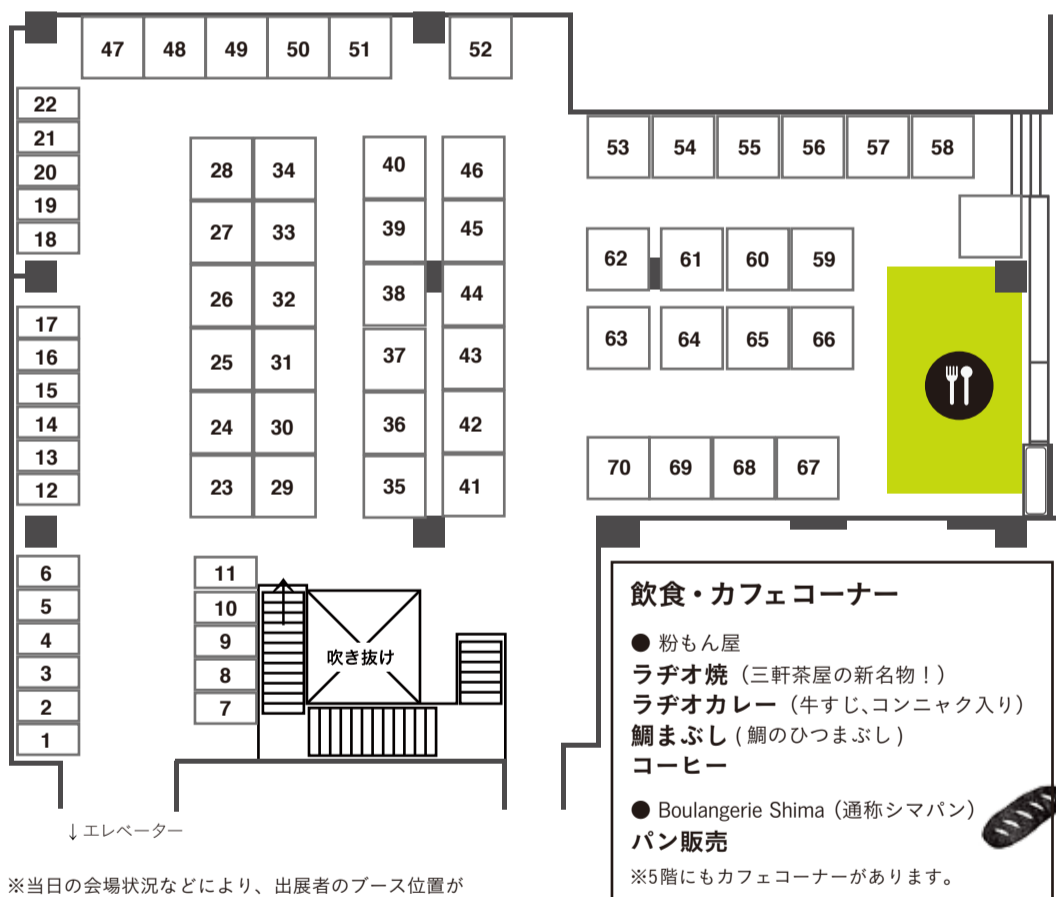 47 48 49 50 51 52
22
21
20
19
18
17
16
15
14
13
12
6
5
4
3
2
1
28 34
27 33
26 32
25 31
24 30
23 29
40 46
39 45
38 44
37 43
36 42
35 41
11
10
9
8
7
吹き抜け
53 54 55 56 57 58
62 61 60 59
63 64 65 66
70 69 68 67
↓エレベーター
※当日の会場状況などにより、出展者のブース位置が
飲食・カフェコーナー
● 粉もん屋
ラヂオ焼（三軒茶屋の新名物！）
ラヂオカレー（牛すじ、コンニャク入り）
鯛まぶし ( 鯛のひつまぶし )
コーヒー
● Boulangerie Shima（通称シマパン）
パン販売
※5階にもカフェコーナーがあります。